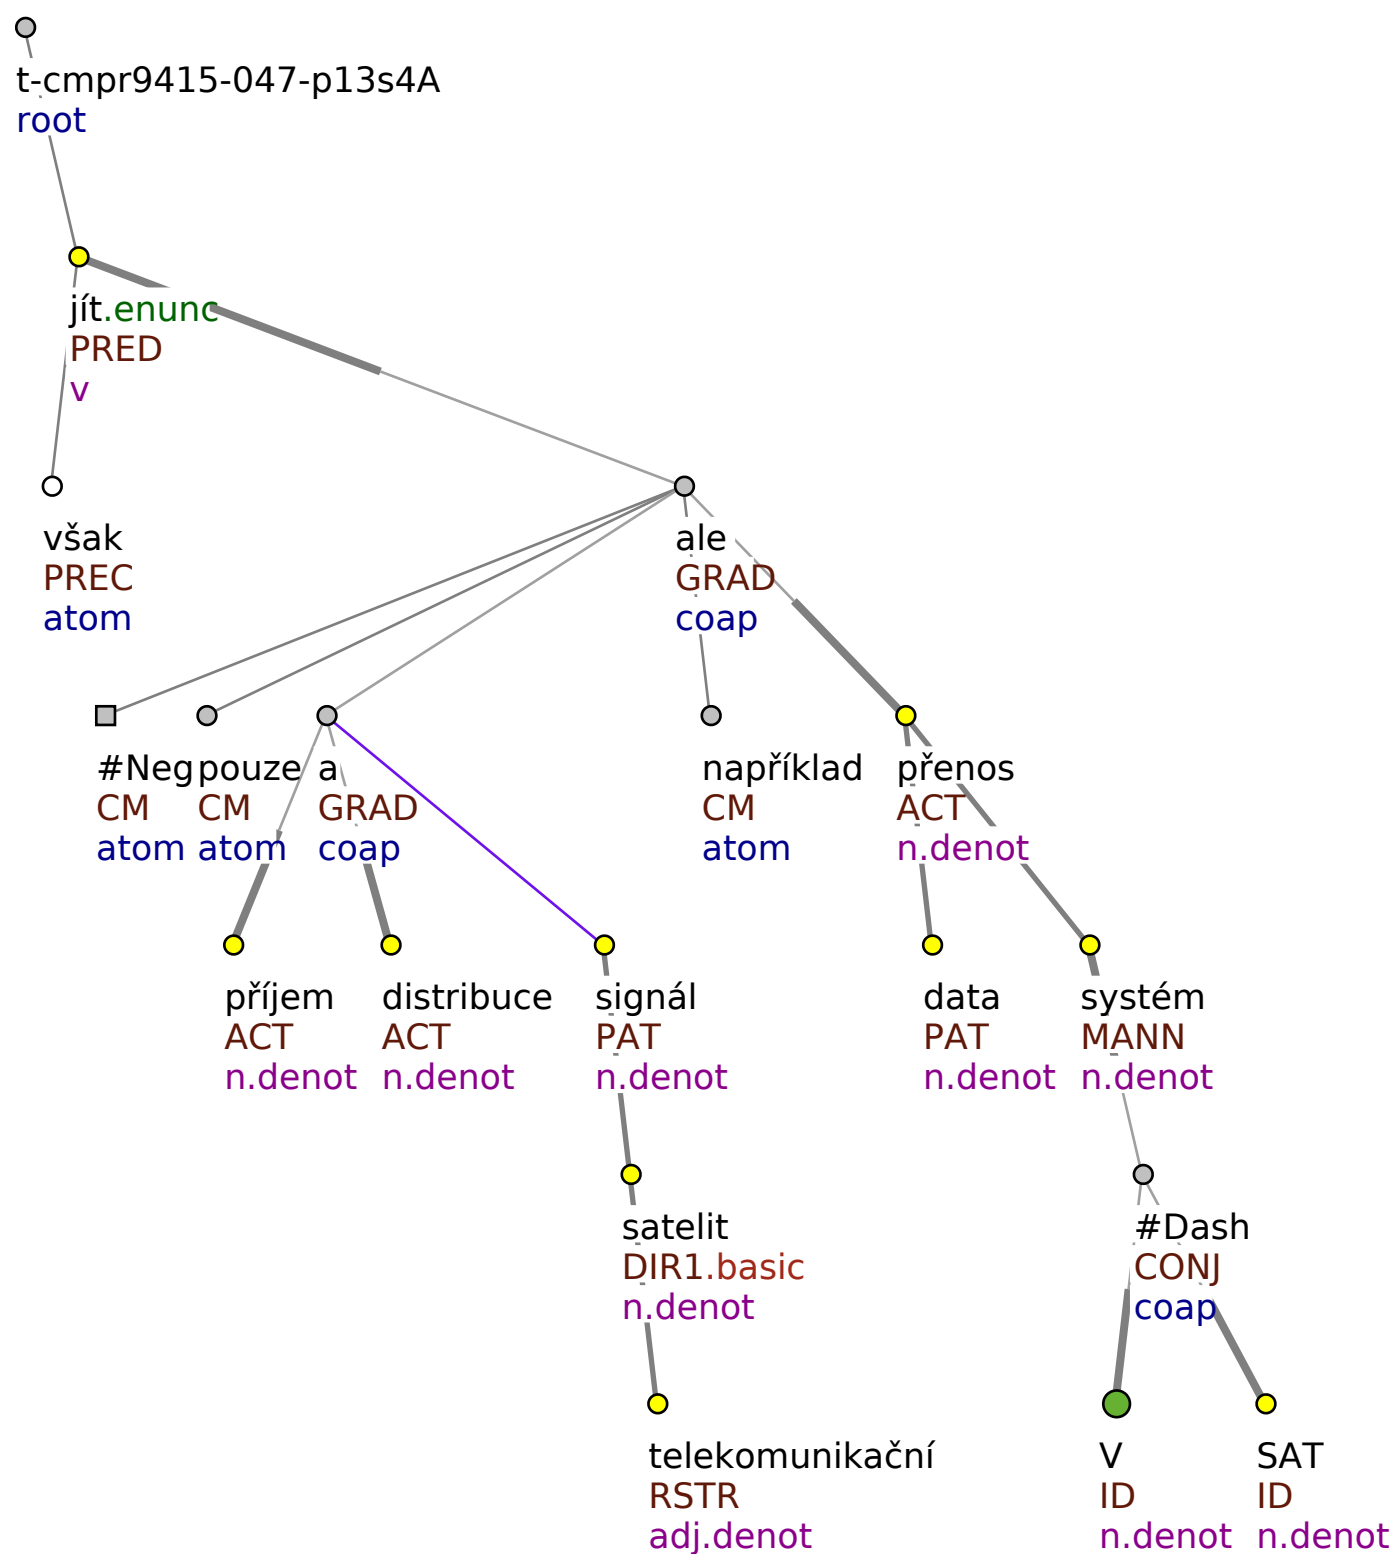 t-cmpr9415-047-p13s4A
root
jít.enunc
PRED
v
však
PREC
atom
ale
GRAD
coap
#Neg
CM
atom
pouze
CM
atom
a
GRAD
coap
například
CM
atom
přenos
ACT
n.denot
příjem
ACT
n.denot
distribuce
ACT
n.denot
signál
PAT
n.denot
data
PAT
n.denot
systém
MANN
n.denot
satelit
DIR1.basic
n.denot
#Dash
CONJ
coap
telekomunikační
RSTR
adj.denot
V
ID
n.denot
SAT
ID
n.denot